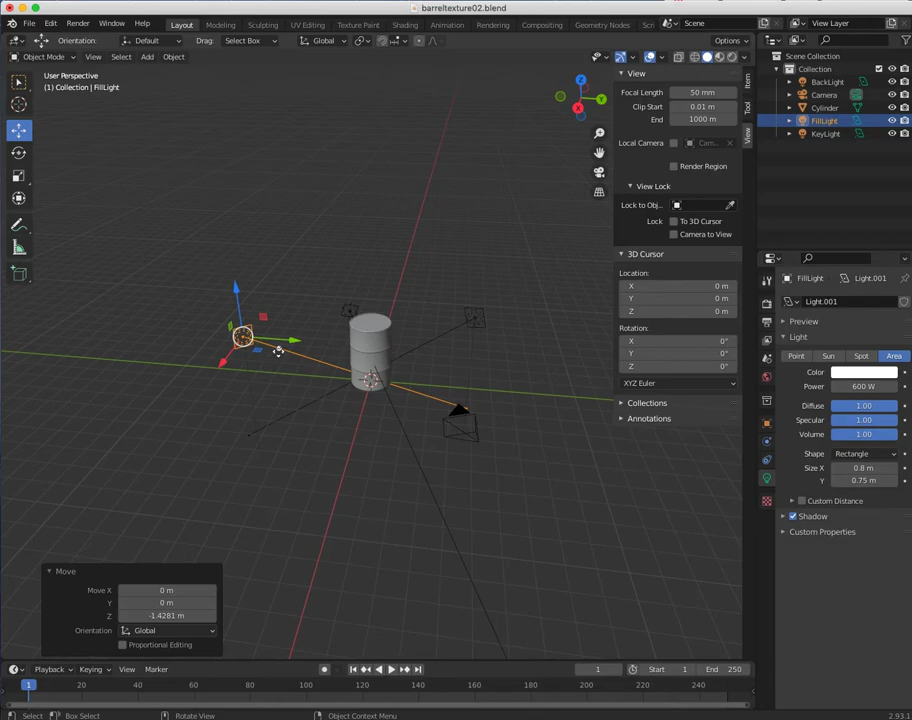 barreltexture02.blend
File Edit Render Window Help Layout Modeling Sculpting UV Editing Texture Paint Shading Animation Rendering Compositing Geometry Nodes Scene View Layer
Orientation: Default Drag: Select Box Global Options
Object Mode View Select Add Object
User Perspective
(1) Collection | FillLight
Z
Y
X
View
Focal Length 50 mm
Clip Start 0.01 m
End 1000 m
Local Camera Cam...
Render Region
View Lock
Lock to Obj...
Lock To 3D Cursor
Camera to View
3D Cursor
Location:
X 0 m
Y 0 m
Z 0 m
Rotation:
X 0°
Y 0°
Z 0°
XYZ Euler
Collections
Annotations
Item
Tool
View
Scene Collection
Collection
BackLight
Camera
Cylinder
FillLight
KeyLight
FillLight Light.001
Light.001
Preview
Light
Point Sun Spot Area
Color
Power 600 W
Diffuse 1.00
Specular 1.00
Volume 1.00
Shape Rectangle
Size X 0.8 m
Y 0.75 m
Custom Distance
Shadow
Custom Properties
Move
Move X 0 m
Y 0 m
Z -1.4281 m
Orientation Global
Proportional Editing
Playback Keying View Marker 1 Start 1 End 250
1 20 40 60 80 100 120 140 160 180 200 220 240
Select Box Select Rotate View Object Context Menu 2.93.1